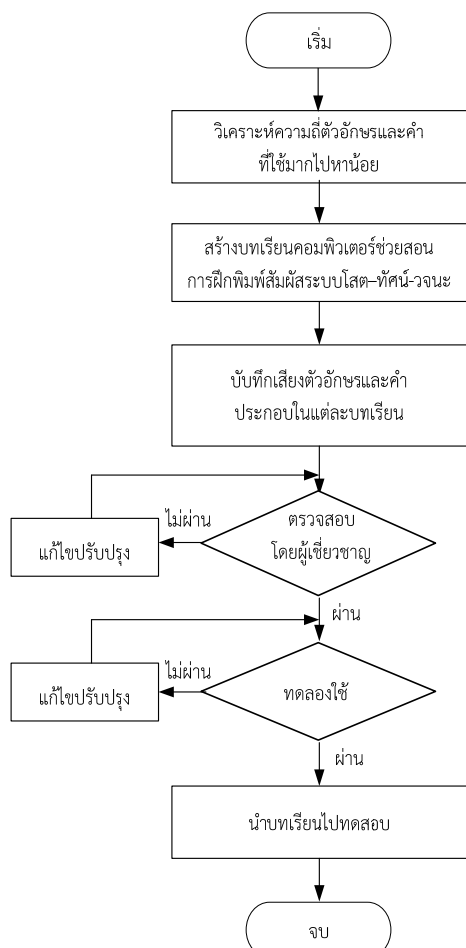 เริ่ม
วิเคราะห์ความถี่ตัวอักษรและคำ
ที่ใช้มากไปหาน้อย
สร้างบทเรียนคอมพิวเตอร์ช่วยสอน
การฝึกพิมพ์สัมผัสระบบโสต–ทัศน์-วจนะ
บับทึกเสียงตัวอักษรและคำ
ประกอบในแต่ละบทเรียน
ตรวจสอบ
โดยผู้เชี่ยวชาญ
ไม่ผ่าน
แก้ไขปรับปรุง
ผ่าน
ทดลองใช้
ไม่ผ่าน
แก้ไขปรับปรุง
ผ่าน
นำบทเรียนไปทดสอบ
จบ